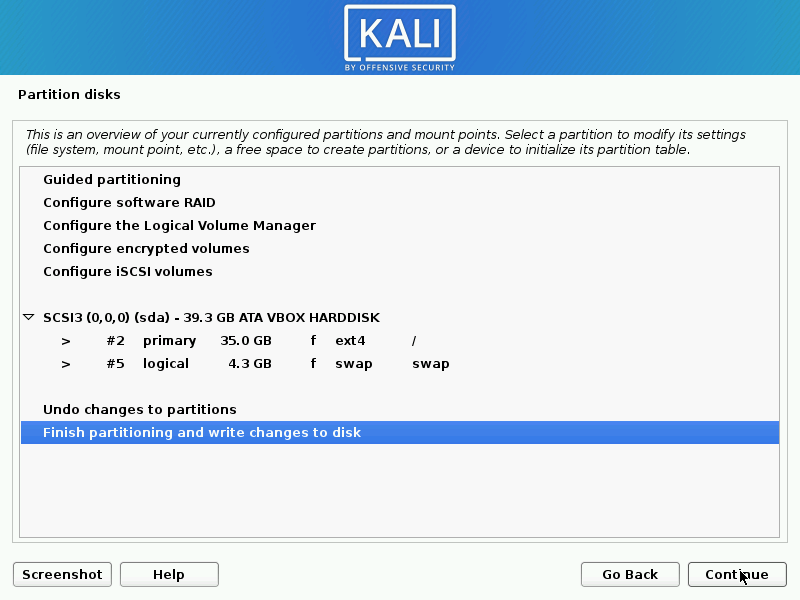 KALI
BY OFFENSIVE SECURITY
Partition disks
This is an overview of your currently configured partitions and mount points. Select a partition to modify its settings
(file system, mount point, etc.), a free space to create partitions, or a device to initialize its partition table.
Guided partitioning
Configure software RAID
Configure the Logical Volume Manager
Configure encrypted volumes
Configure iSCSI volumes
SCSI3 (0,0,0) (sda) - 39.3 GB ATA VBOX HARDDISK
> #2 primary 35.0 GB f ext4 /
> #5 logical 4.3 GB f swap swap
Undo changes to partitions
Finish partitioning and write changes to disk
Screenshot Help Go Back Continue